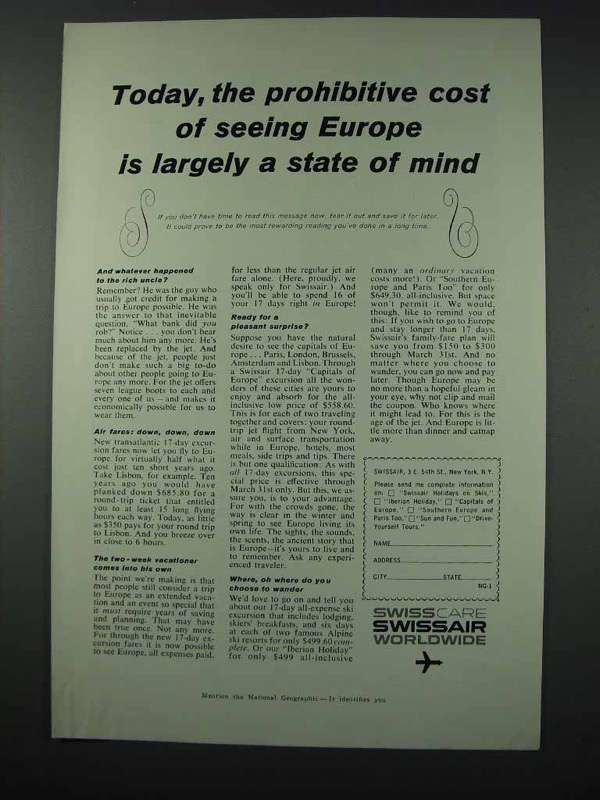 Today, the prohibitive cost
of seeing Europe
is largely a state of mind
If you don't have time to read this message now, tear it out and save it for later.
It could prove to be the most rewarding reading you've done in a long time.
And whatever happened
to the rich uncle?
Remember? He was the guy who
usually got credit for making a
trip to Europe possible. He was
the answer to that inevitable
question, "What bank did you
rob?" Notice . . . you don't hear
much about him any more. He's
been replaced by the jet. And
because of the jet, people just
don't make such a big to-do
about other people going to Eu-
rope any more. For the jet offers
seven league boots to each and
every one of us — and makes it
economically possible for us to
wear them.
Air fares: down, down, down
New transatlantic 17-day excur-
sion fares now let you fly to Eu-
rope for virtually half what it
cost just ten short years ago.
Take Lisbon, for example. Ten
years ago you would have
planked down $685.80 for a
round-trip ticket that entitled
you to at least 15 long flying
hours each way. Today, as little
as $350 pays for your round trip
to Lisbon. And you breeze over
in close to 6 hours.
The two-week vacationer
comes into his own
The point we're making is that
most people still consider a trip
to Europe as an extended vaca-
tion and an event so special that
it must require years of saving
and planning. That may have
been true once. Not any more.
For through the new 17-day ex-
cursion fares it is now possible
to see Europe, all expenses paid,
for less than the regular jet air
fare alone. (Here, proudly, we
speak only for Swissair.) And
you'll be able to spend 16 of
your 17 days right in Europe!
Ready for a
pleasant surprise?
Suppose you have the natural
desire to see the capitals of Eu-
rope . . . Paris, London, Brussels,
Amsterdam and Lisbon. Through
a Swissair 17-day "Capitals of
Europe" excursion all the won-
ders of these cities are yours to
enjoy and absorb for the all-
inclusive low price of $558.60.
This is for each of two traveling
together and covers: your round-
trip jet flight from New York,
air and surface transportation
while in Europe, hotels, most
meals, side trips and tips. There
is but one qualification: As with
all 17-day excursions, this spe-
cial price is effective through
March 31st only. But this, we as-
sure you, is to your advantage.
For with the crowds gone, the
way is clear in the winter and
spring to see Europe living its
own life. The sights, the sounds,
the scents, the ancient story that
is Europe—it's yours to live and
to remember. Ask any experi-
enced traveler.
Where, oh where do you
choose to wander
We'd love to go on and tell you
about our 17-day all-expense ski
excursion that includes lodging,
skiers' breakfasts, and six days
at each of two famous Alpine
ski resorts for only $499.60 com-
plete. Or our "Iberian Holiday"
for only $499 all-inclusive
(many an ordinary vacation
costs more!). Or "Southern Eu-
rope and Paris Too" for only
$649.30, all-inclusive. But space
won't permit it. We would,
though, like to remind you of
this: If you wish to go to Europe
and stay longer than 17 days,
Swissair's family-fare plan will
save you from $150 to $300
through March 31st. And no
matter where you choose to
wander, you can go now and pay
later. Though Europe may be
no more than a hopeful gleam in
your eye, why not clip and mail
the coupon. Who knows where
it might lead to. For this is the
age of the jet. And Europe is lit-
tle more than dinner and catnap
away.
SWISSAIR, 3 E. 54th St., New York, N.Y.
Please send me complete information
on: □ "Swissair Holidays on Skis,"
□ "Iberian Holiday," □ "Capitals of
Europe," □ "Southern Europe and
Paris Too," □ "Sun and Fun," □ "Drive-
Yourself Tours."
NAME
ADDRESS
CITY STATE
NG-1
SWISSCARE
SWISSAIR
WORLDWIDE
Mention the National Geographic—It identifies you